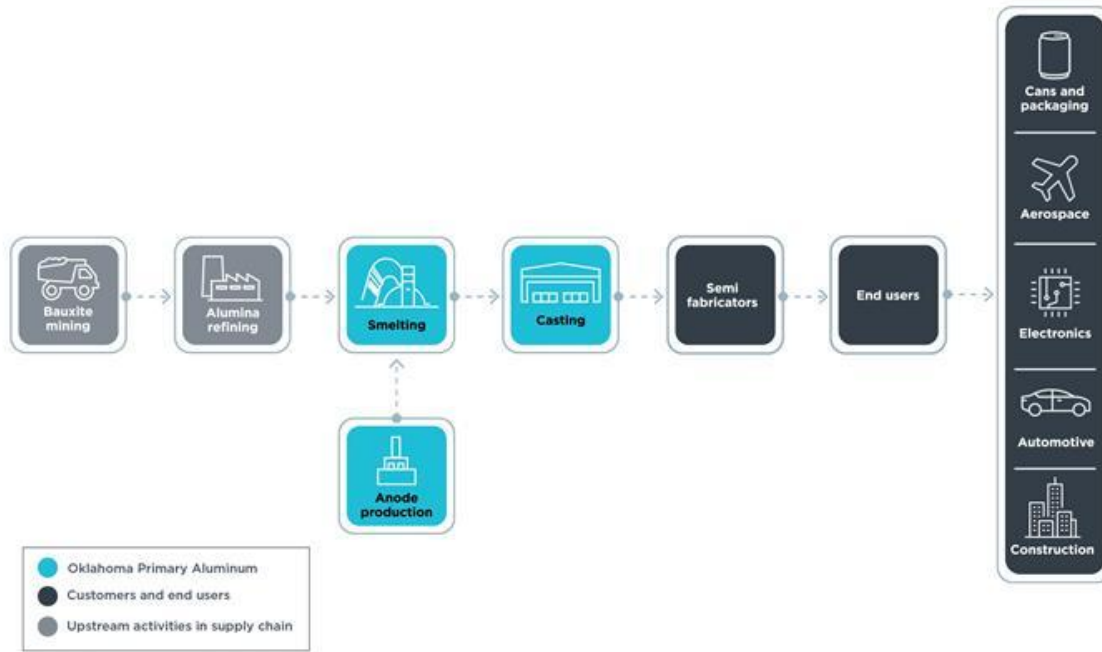 Bauxite
mining
Alumina
refining
Smelting
Casting
Semi
fabricators
End users
Anode
production
Cans and
packaging
Aerospace
Electronics
Automotive
Construction
Oklahoma Primary Aluminum
Customers and end users
Upstream activities in supply chain